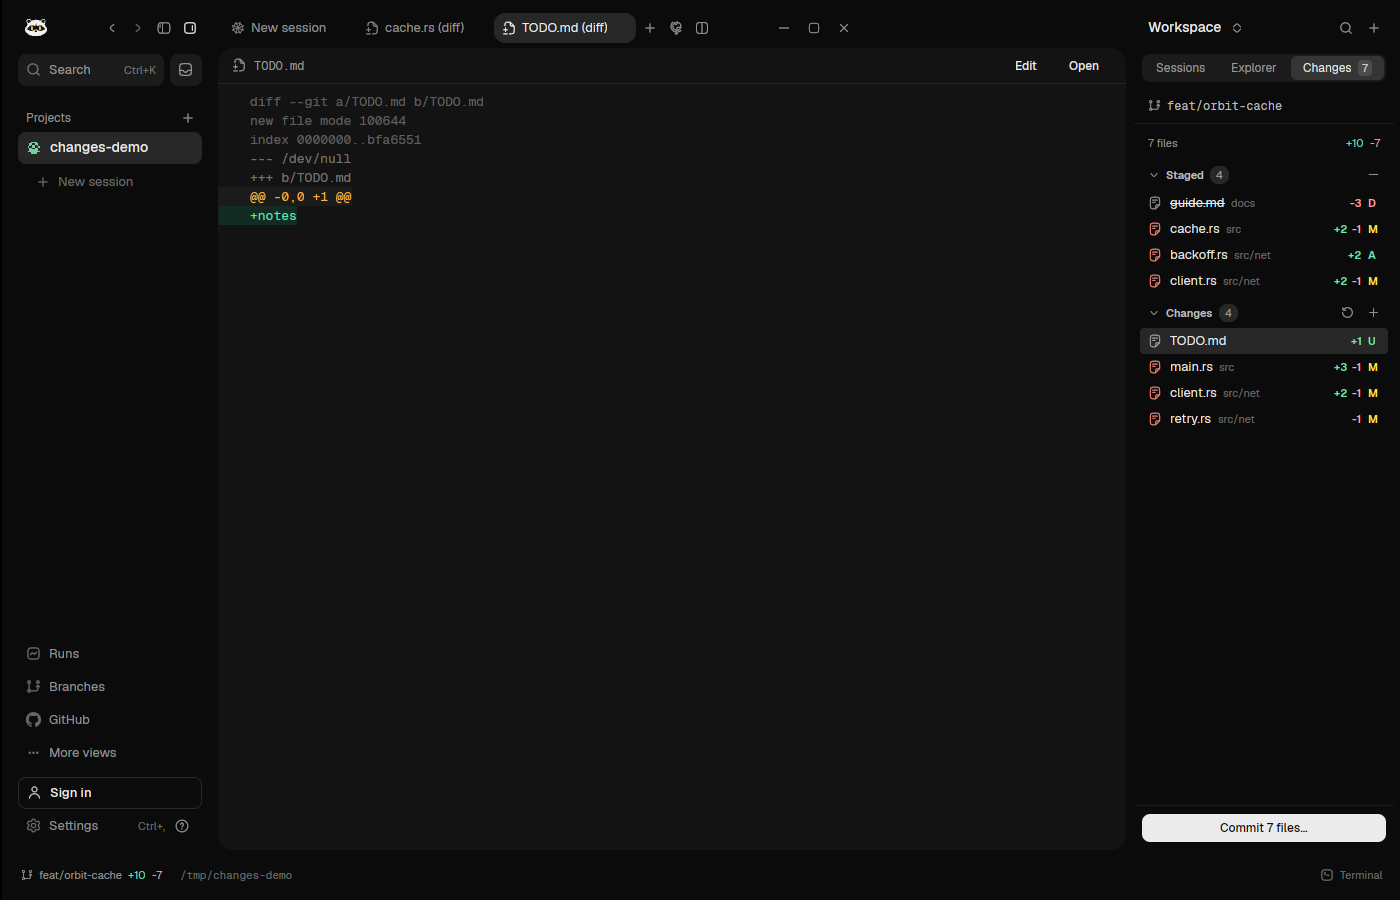 New session
cache.rs (diff)
TODO.md (diff)
Workspace
Search Ctrl+K
Projects
changes-demo
New session
TODO.md
Edit
Open
diff --git a/TODO.md b/TODO.md
new file mode 100644
index 0000000..bfa6551
--- /dev/null
+++ b/TODO.md
@@ -0,0 +1 @@
+notes
Sessions
Explorer
Changes 7
feat/orbit-cache
7 files +10 -7
Staged 4
guide.md docs -3 D
cache.rs src +2 -1 M
backoff.rs src/net +2 A
client.rs src/net +2 -1 M
Changes 4
TODO.md +1 U
main.rs src +3 -1 M
client.rs src/net +2 -1 M
retry.rs src/net -1 M
Commit 7 files...
Runs
Branches
GitHub
More views
Sign in
Settings Ctrl+,
feat/orbit-cache +10 -7 /tmp/changes-demo
Terminal